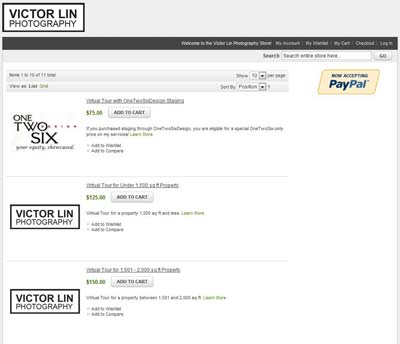 VICTOR LIN
PHOTOGRAPHY
Welcome to the Victor Lin Photography Store! My Account My Wishlist My Cart Checkout Log In
Search Search entire store here... GO
Items 1 to 10 of 11 total Show 10 per page
View as: List Grid Sort By Position
NOW ACCEPTING
PayPal
Virtual Tour with OneTwoSixDesign Staging
$75.00 ADD TO CART
If you purchased staging through OneTwoSixDesign, you are eligible for a special OneTwoSix only
price on my services! Learn More
Add to Wishlist
Add to Compare
ONE
TWO
SIX
your equity, showcased.
Virtual Tour for Under 1,500 sq ft Property
$125.00 ADD TO CART
Virtual Tour for a property 1,500 sq ft and less. Learn More
Add to Wishlist
Add to Compare
VICTOR LIN
PHOTOGRAPHY
Virtual Tour for 1,501 - 2,000 sq ft Property
$150.00 ADD TO CART
Virtual Tour for a property between 1,501 and 2,000 sq ft. Learn More
Add to Wishlist
Add to Compare
VICTOR LIN
PHOTOGRAPHY